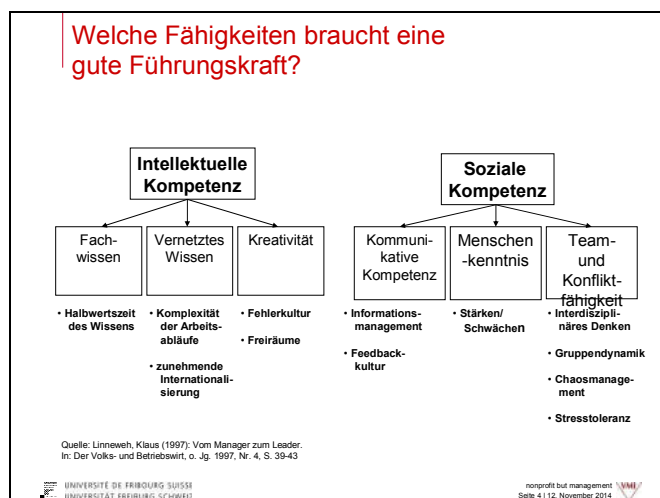 Welche Fähigkeiten braucht eine
gute Führungskraft?
Intellektuelle
Kompetenz
Fach-
wissen
Vernetztes
Wissen
Kreativität
• Halbwertszeit
des Wissens
• Komplexität
der Arbeits-
abläufe
• zunehmende
Internationali-
sierung
• Fehlerkultur
• Freiräume
Soziale
Kompetenz
Kommuni-
kative
Kompetenz
Menschen
-kenntnis
Team-
und
Konflikt-
fähigkeit
• Informations-
management
• Feedback-
kultur
• Stärken/
Schwächen
• Interdiszipli-
näres Denken
• Gruppendynamik
• Chaosmanage-
ment
• Stresstoleranz
Quelle: Linneweh, Klaus (1997): Vom Manager zum Leader.
In: Der Volks- und Betriebswirt, o. Jg. 1997, Nr. 4, S. 39-43
UNIVERSITÉ DE FRIBOURG SUISSE
UNIVERSITÄT FREIBURG SCHWEIZ
nonprofit but management
Seite 4 | 12. November 2014
VMI